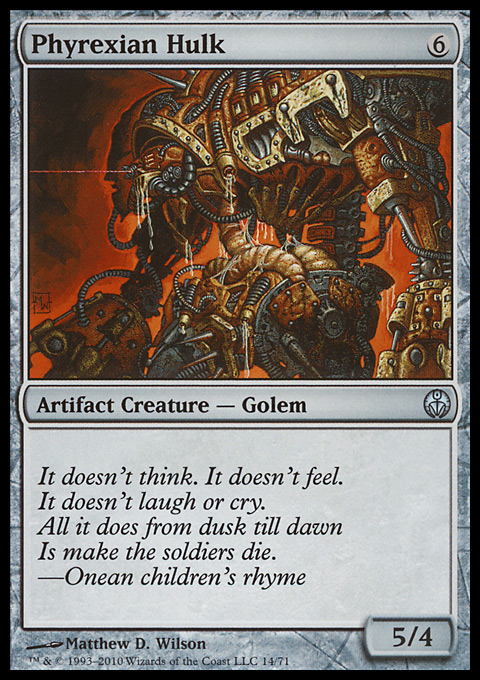 Phyrexian Hulk 6
Artifact Creature — Golem
It doesn't think. It doesn't feel.
It doesn't laugh or cry.
All it does from dusk till dawn
Is make the soldiers die.
—Onean children's rhyme
Matthew D. Wilson
5/4
™ & © 1993–2010 Wizards of the Coast LLC 14/71